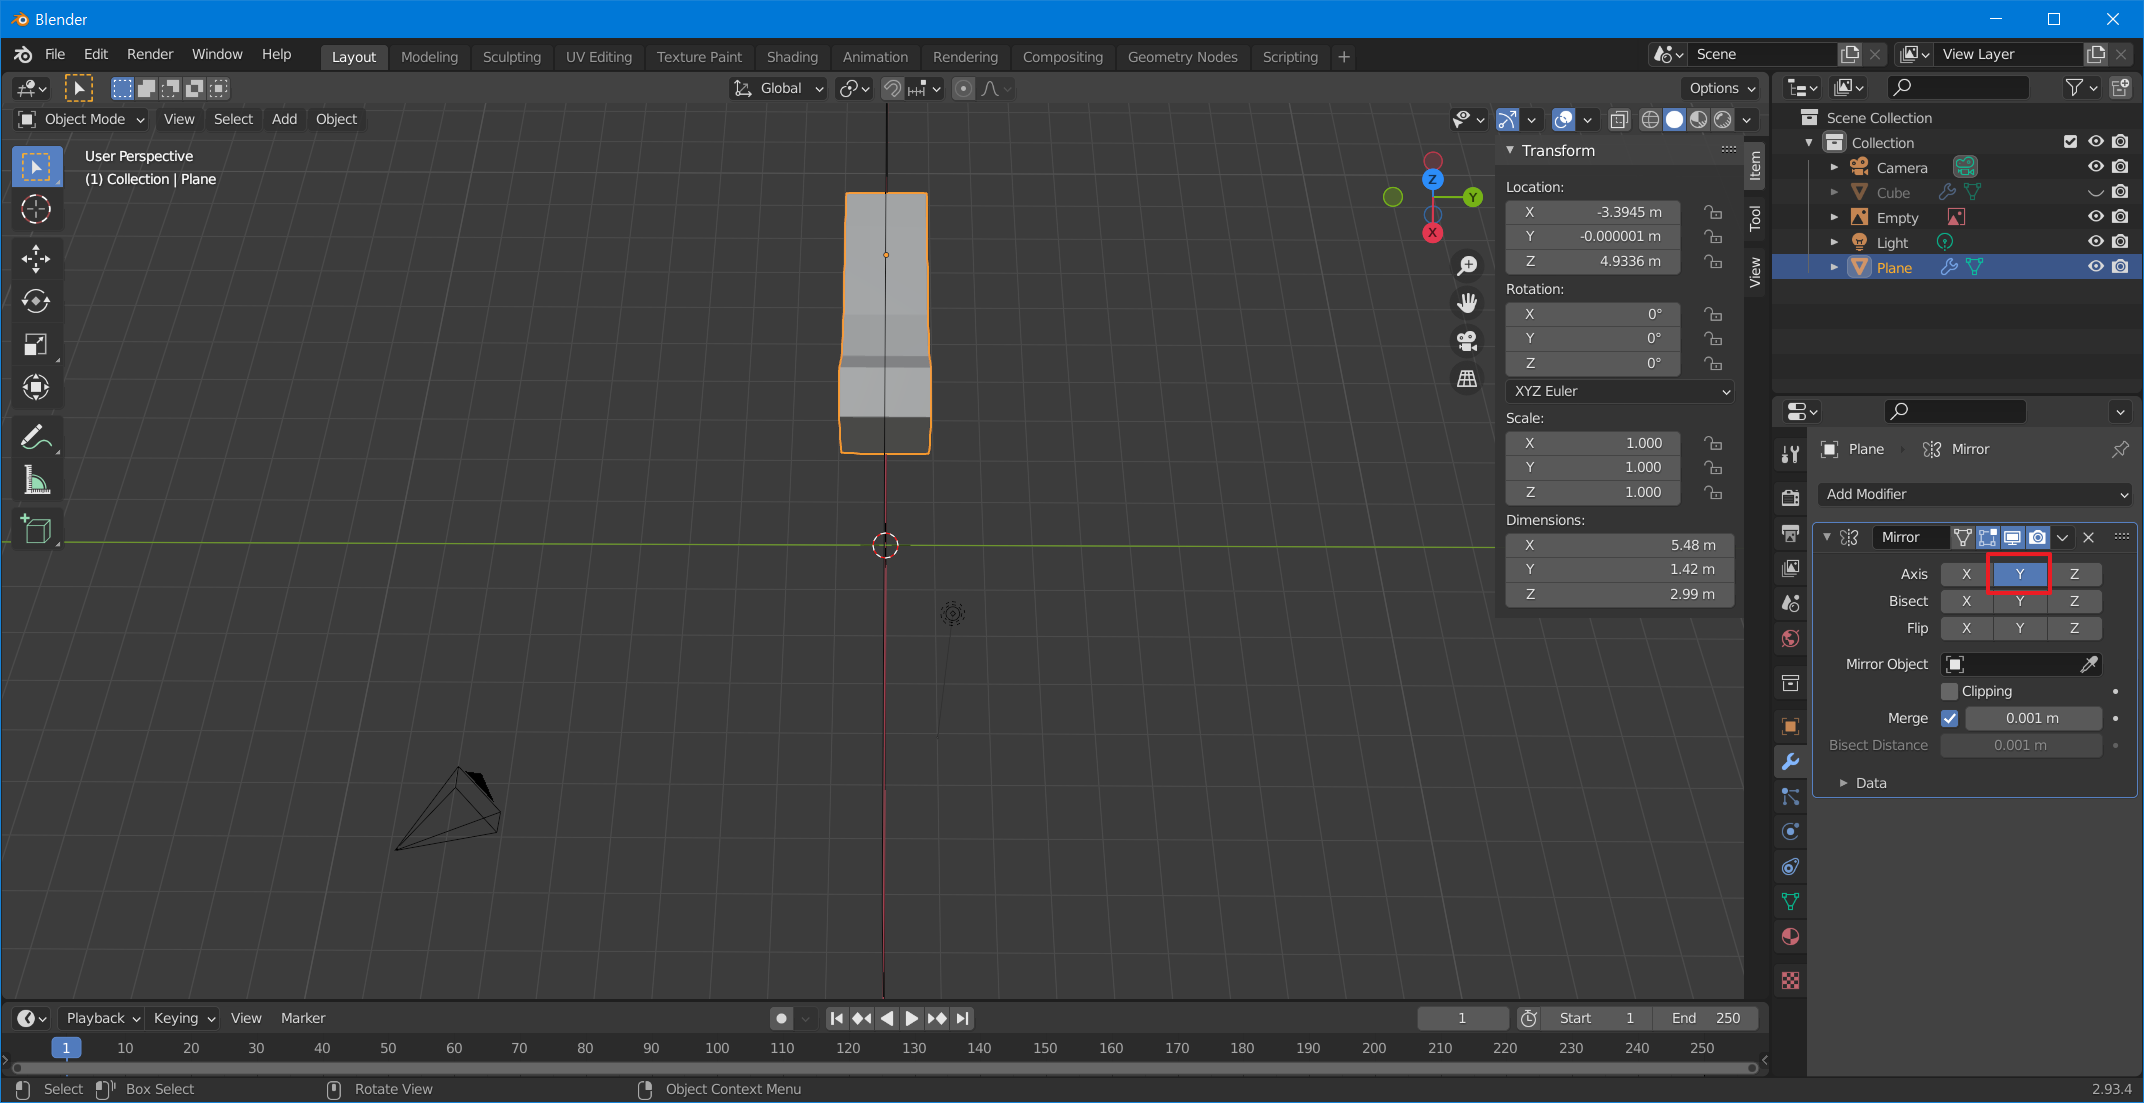 Blender
File Edit Render Window Help Layout Modeling Sculpting UV Editing Texture Paint Shading Animation Rendering Compositing Geometry Nodes Scripting + Scene View Layer
Global Options
Object Mode View Select Add Object
User Perspective
(1) Collection | Plane
Z
Y
X
Transform
Location:
X -3.3945 m
Y -0.000001 m
Z 4.9336 m
Rotation:
X 0°
Y 0°
Z 0°
XYZ Euler
Scale:
X 1.000
Y 1.000
Z 1.000
Dimensions:
X 5.48 m
Y 1.42 m
Z 2.99 m
Item
Tool
View
Scene Collection
Collection
Camera
Cube
Empty
Light
Plane
Plane Mirror
Add Modifier
Mirror
Axis X Y Z
Bisect X Y Z
Flip X Y Z
Mirror Object
Clipping
Merge 0.001 m
Bisect Distance 0.001 m
Data
Playback Keying View Marker 1 Start 1 End 250
1 10 20 30 40 50 60 70 80 90 100 110 120 130 140 150 160 170 180 190 200 210 220 230 240 250
Select Box Select Rotate View Object Context Menu 2.93.4